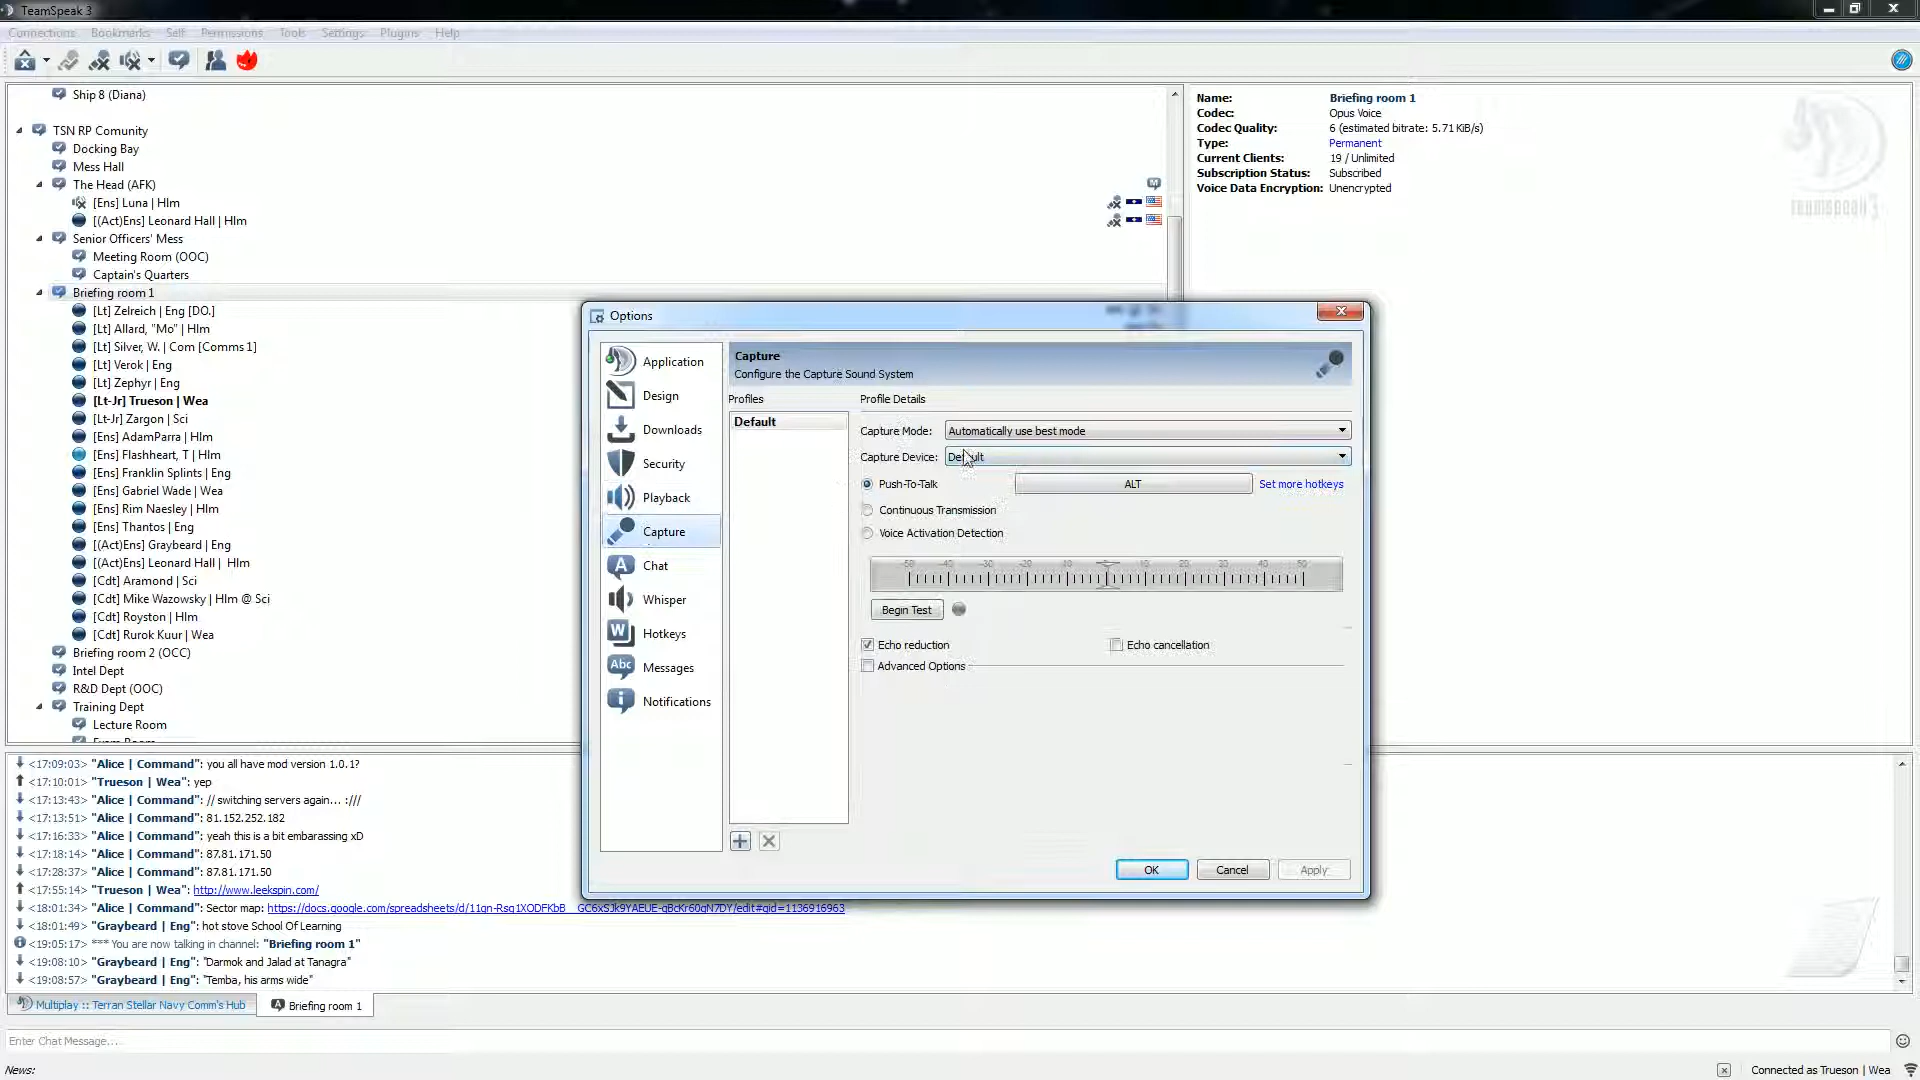 TeamSpeak 3
Connections Bookmarks Self Permissions Tools Settings Plugins Help
Ship 8 (Diana)
TSN RP Comunity
Docking Bay
Mess Hall
The Head (AFK)
[Ens] Luna | Hlm
[(Act)Ens] Leonard Hall | Hlm
Senior Officers' Mess
Meeting Room (OOC)
Captain's Quarters
Briefing room 1
[Lt] Zelreich | Eng [DO.]
[Lt] Allard, "Mo" | Hlm
[Lt] Silver, W. | Com [Comms1]
[Lt] Verok | Eng
[Lt] Zephyr | Eng
[Lt-Jr] Trueson | Wea
[Lt-Jr] Zargon | Sci
[Ens] AdamParra | Hlm
[Ens] Flashheart, T | Hlm
[Ens] Franklin Splints | Eng
[Ens] Gabriel Wade | Wea
[Ens] Rim Naesley | Hlm
[Ens] Thantos | Eng
[(Act)Ens] Graybeard | Eng
[(Act)Ens] Leonard Hall | Hlm
[Cdt] Aramond | Sci
[Cdt] Mike Wazowsky | Hlm @ Sci
[Cdt] Royston | Hlm
[Cdt] Rurok Kuur | Wea
Briefing room 2 (OCC)
Intel Dept
R&D Dept (OOC)
Training Dept
Lecture Room
Name: Briefing room 1
Codec: Opus Voice
Codec Quality: 6 (estimated bitrate: 5.71 KiB/s)
Type: Permanent
Current Clients: 19 / Unlimited
Subscription Status: Subscribed
Voice Data Encryption: Unencrypted
teamspeak 3
Options
Application
Design
Downloads
Security
Playback
Capture
Chat
Whisper
Hotkeys
Messages
Notifications
Capture
Configure the Capture Sound System
Profiles
Default
Profile Details
Capture Mode: Automatically use best mode
Capture Device: Default
Push-To-Talk ALT Set more hotkeys
Continuous Transmission
Voice Activation Detection
-50 -40 -30 -20 -10 0 10 20 30 40 50
Begin Test
Echo reduction Echo cancellation
Advanced Options
OK Cancel Apply
<17:09:03> "Alice | Command": you all have mod version 1.0.1?
<17:10:01> "Trueson | Wea": yep
<17:13:43> "Alice | Command": // switching servers again... :///
<17:13:51> "Alice | Command": 81.152.252.182
<17:16:33> "Alice | Command": yeah this is a bit embarassing xD
<17:18:14> "Alice | Command": 87.81.171.50
<17:28:37> "Alice | Command": 87.81.171.50
<17:55:14> "Trueson | Wea": http://www.leekspin.com/
<18:01:34> "Alice | Command": Sector map:
<18:01:49> "Graybeard | Eng": hot stove School Of Learning
<19:05:17> *** You are now talking in channel: "Briefing room 1"
<19:08:10> "Graybeard | Eng": "Darmok and Jalad at Tanagra"
<19:08:57> "Graybeard | Eng": "Temba, his arms wide"
Multiplay :: Terran Stellar Navy Comm's Hub
Briefing room 1
Enter Chat Message...
News: Connected as Trueson | Wea